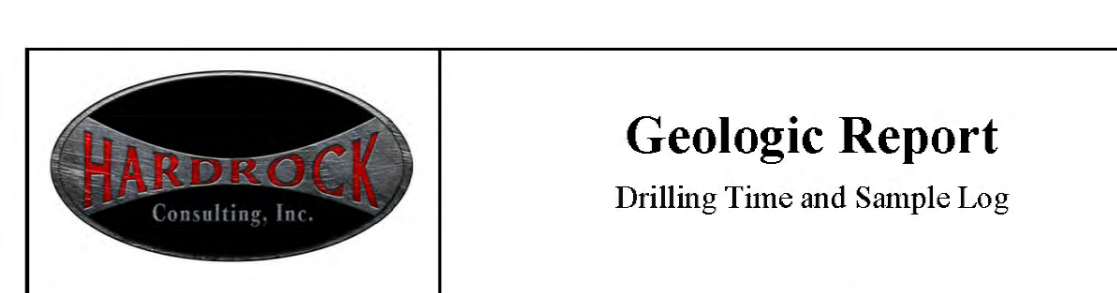 HARDROCK
Consulting, Inc.
Geologic Report
Drilling Time and Sample Log